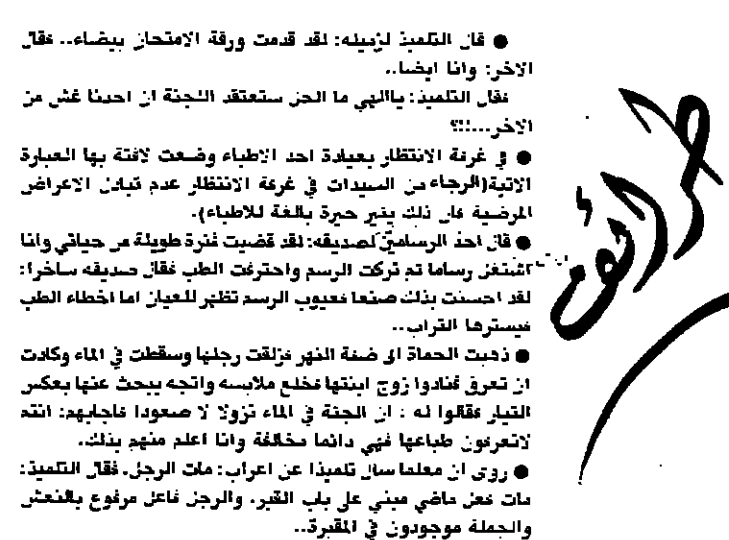 طرائف
● قال التلميذ لزميله: لقد قدمت ورقة الامتحان بيضاء.. فقال
الاخر: وانا ايضا..
فقال التلميذ: ياالهي ما الحل ستعتقد اللجنة ان احدنا غش من
الاخر...!!؟
● في غرفة الانتظار بعيادة احد الاطباء وضعت لافتة بها العبارة
الاتية(الرجاء من السيدات في غرفة الانتظار عدم تبادل الاعراض
المرضية فان ذلك يثير حيرة بالغة للاطباء).
● قال احد الرسامين لصديقه: لقد قضيت فترة طويلة من حياتي وانا
اشتغل رساما ثم تركت الرسم واحترفت الطب فقال صديقه ساخرا:
لقد احسنت بذلك صنعا فعيوب الرسم تظهر للعيان اما اخطاء الطب
فيسترها التراب..
● ذهبت الحماة الى ضفة النهر فزلقت رجلها وسقطت في الماء وكادت
ان تغرق فنادوا زوج ابنتها فخلع ملابسه واتجه يبحث عنها بعكس
التيار فقالوا له : ان الجثة في الماء نزولا لا صعودا فاجابهم: انتم
لاتعرفون طباعها فهي دائما مخالفة وانا اعلم منهم بذلك.
● روى ان معلما سال تلميذا عن اعراب: مات الرجل. فقال التلميذ:
مات فعل ماضي مبني على باب القبر. والرجل فاعل مرفوع بالنعش
والجملة موجودون في المقبرة..